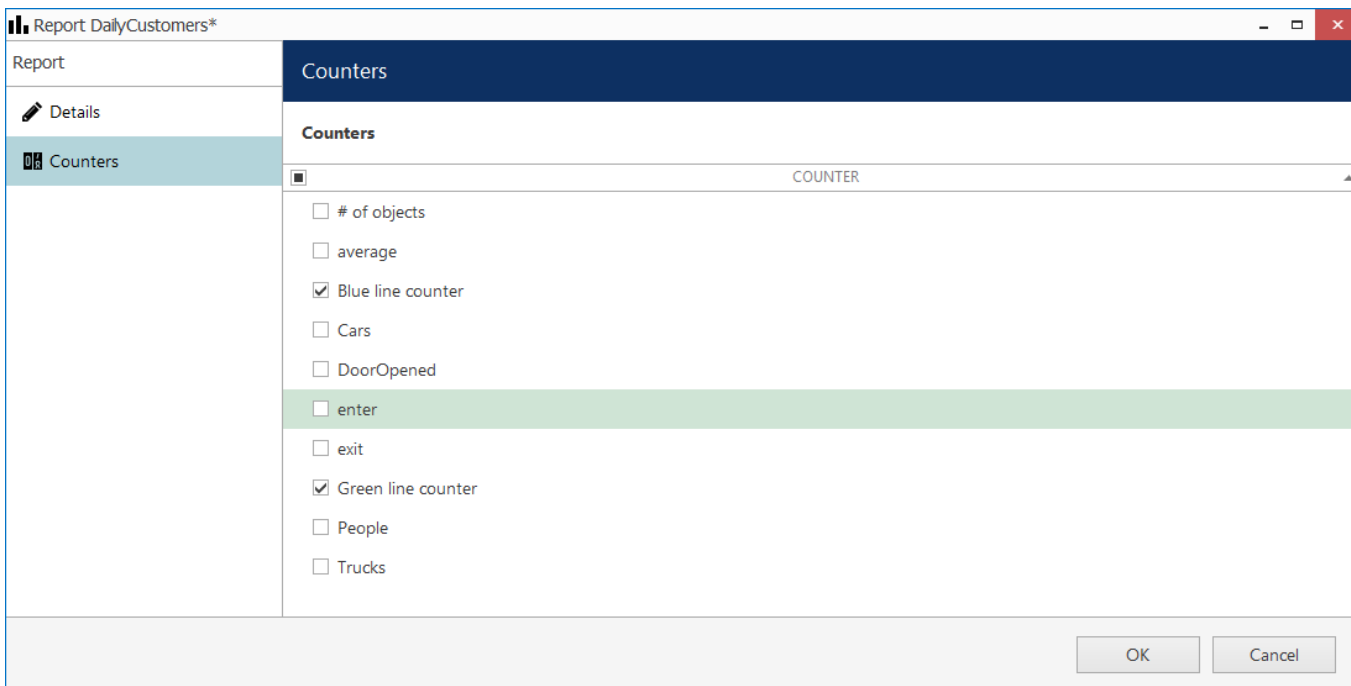 Report DailyCustomers*
Report
Counters
Details
Counters
Counters
COUNTER
# of objects
average
Blue line counter
Cars
DoorOpened
enter
exit
Green line counter
People
Trucks
OK
Cancel